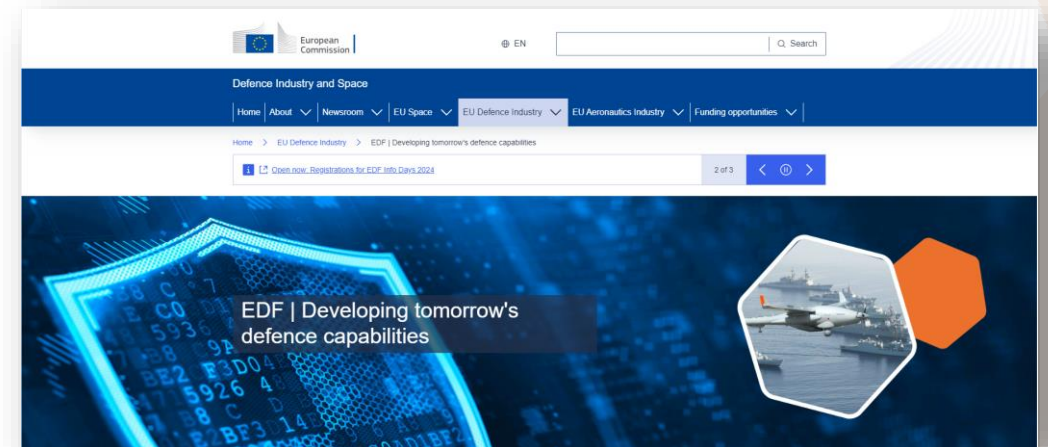 European
Commission
EN
Search
Defence Industry and Space
Home About Newsroom EU Space EU Defence Industry EU Aeronautics Industry Funding opportunities
Home > EU Defence Industry > EDF | Developing tomorrow's defence capabilities
i Open now: Registrations for EDF Info Days 2024 2 of 3
EDF | Developing tomorrow's
defence capabilities